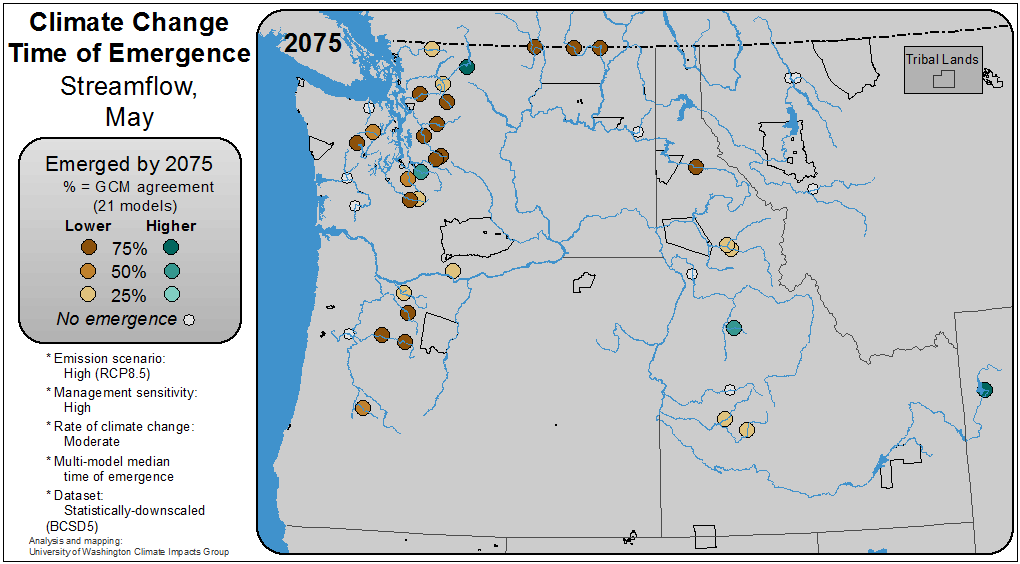 Climate Change
Time of Emergence
Streamflow,
May
Emerged by 2075
% = GCM agreement
(21 models)
Lower Higher
75%
50%
25%
No emergence
* Emission scenario:
High (RCP8.5)
* Management sensitivity:
High
* Rate of climate change:
Moderate
* Multi-model median
time of emergence
* Dataset:
Statistically-downscaled
(BCSD5)
Analysis and mapping:
University of Washington Climate Impacts Group
2075
Tribal Lands